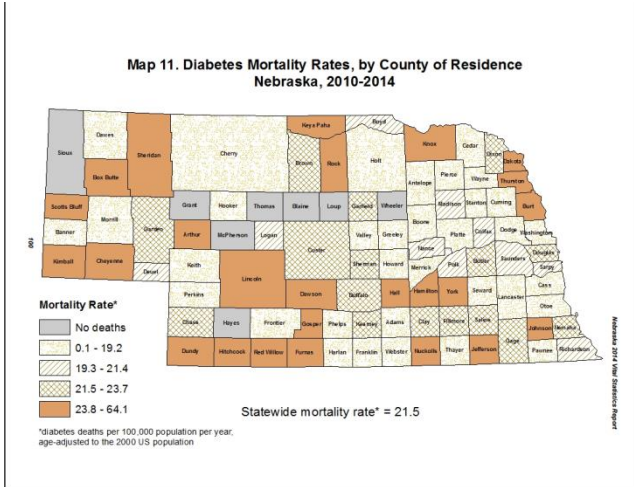 Map 11. Diabetes Mortality Rates, by County of Residence
Nebraska, 2010-2014
Sioux
Dawes
Sheridan
Box Butte
Cherry
Keya Paha
Boyd
Brown
Rock
Holt
Knox
Cedar
Dixon
Dakota
Antelope
Pierce
Wayne
Thurston
Scotts Bluff
Banner
Morrill
Garden
Grant
Hooker
Thomas
Blaine
Loup
Garfield
Wheeler
Madison
Stanton
Cuming
Burt
Boone
Kimball
Cheyenne
Deuel
Arthur
McPherson
Logan
Custer
Valley
Greeley
Platte
Colfax
Dodge
Washington
Nance
Keith
Lincoln
Sherman
Howard
Merrick
Polk
Butler
Saunders
Douglas
Sarpy
Perkins
Dawson
Buffalo
Hall
Hamilton
York
Seward
Lancaster
Cass
Otoe
Chase
Hayes
Frontier
Gosper
Phelps
Kearney
Adams
Clay
Fillmore
Saline
Gage
Johnson
Nemaha
Dundy
Hitchcock
Red Willow
Furnas
Harlan
Franklin
Webster
Nuckolls
Thayer
Jefferson
Pawnee
Richardson
100
Mortality Rate*
No deaths
0.1 - 19.2
19.3 - 21.4
21.5 - 23.7
23.8 - 64.1
Statewide mortality rate* = 21.5
*diabetes deaths per 100,000 population per year,
age-adjusted to the 2000 US population
Nebraska 2014 Vital Statistics Report